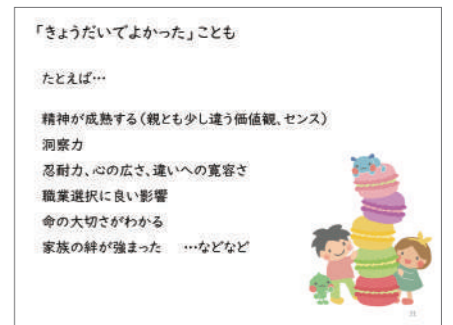 「きょうだいでよかった」ことも
たとえば…
精神が成熟する（親とも少し違う価値観、センス）
洞察力
忍耐力、心の広さ、違いへの寛容さ
職業選択に良い影響
命の大切さがわかる
家族の絆が強まった　…などなど